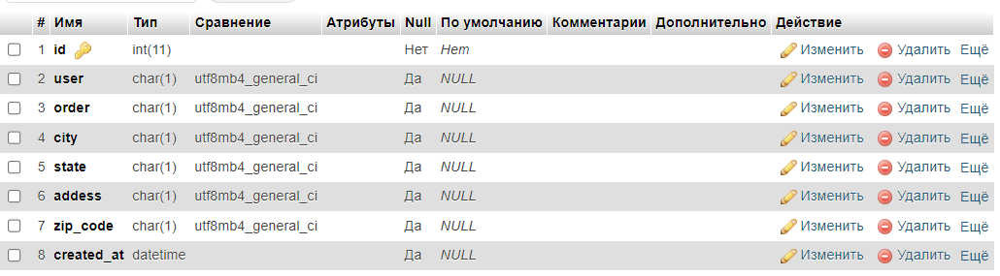 # Имя Тип Сравнение Атрибуты Null По умолчанию Комментарии Дополнительно Действие
1 id int(11) Нет Нет Изменить Удалить Ещё
2 user char(1) utf8mb4_general_ci Да NULL Изменить Удалить Ещё
3 order char(1) utf8mb4_general_ci Да NULL Изменить Удалить Ещё
4 city char(1) utf8mb4_general_ci Да NULL Изменить Удалить Ещё
5 state char(1) utf8mb4_general_ci Да NULL Изменить Удалить Ещё
6 addess char(1) utf8mb4_general_ci Да NULL Изменить Удалить Ещё
7 zip_code char(1) utf8mb4_general_ci Да NULL Изменить Удалить Ещё
8 created_at datetime Да NULL Изменить Удалить Ещё